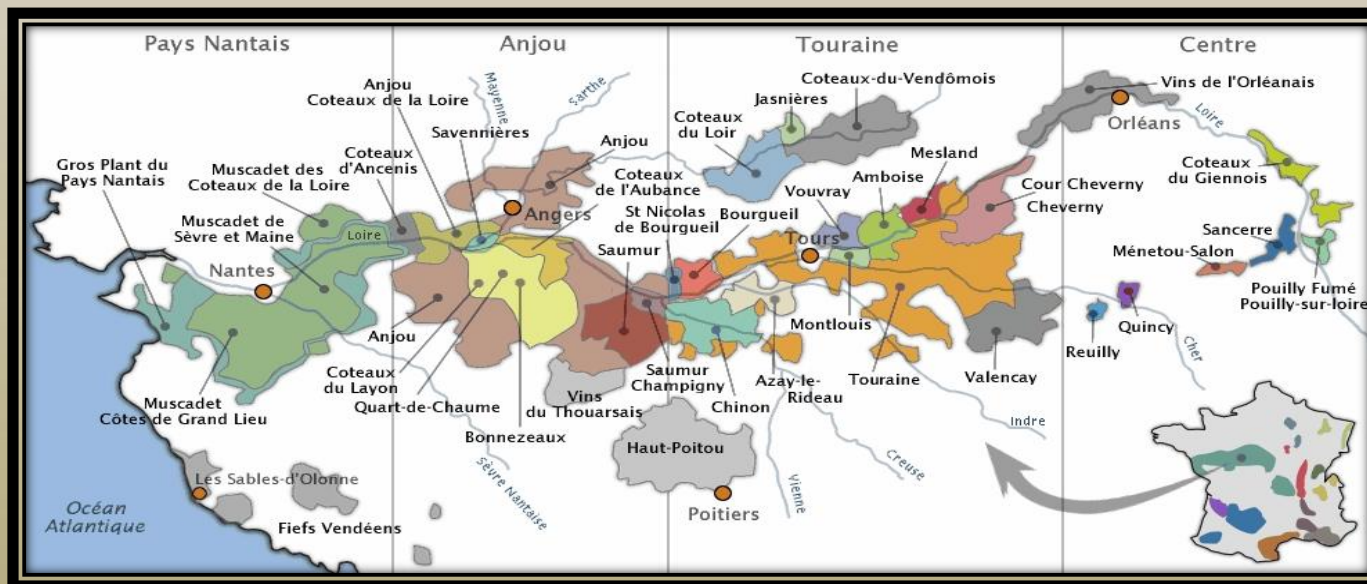 Pays Nantais
Anjou
Touraine
Centre
Anjou
Coteaux de la Loire
Mayenne
Sarthe
Savennières
Anjou
Gros Plant du
Pays Nantais
Muscadet des
Coteaux de la Loire
Coteaux
d'Ancenis
Muscadet de
Sèvre et Maine
Loire
Nantes
Angers
Coteaux
de l'Aubance
St Nicolas
de Bourgueil
Bourgueil
Saumur
Coteaux
du Loir
Jasnières
Coteaux-du-Vendômois
Vouvray
Amboise
Mesland
Cour Cheverny
Cheverny
Tours
Vins de l'Orléanais
Orléans
Loire
Coteaux
du Giennois
Sancerre
Ménetou-Salon
Pouilly Fumé
Pouilly-sur-loire
Quincy
Reuilly
Cher
Muscadet
Côtes de Grand Lieu
Anjou
Coteaux
du Layon
Quart-de-Chaume
Bonnezeaux
Vins
du Thouarsais
Saumur
Champigny
Chinon
Azay-le-
Rideau
Montlouis
Touraine
Valencay
Indre
Creuse
Vienne
Haut-Poitou
Poitiers
Sèvre Nantaise
Les Sables-d'Olonne
Fiefs Vendéens
Océan
Atlantique